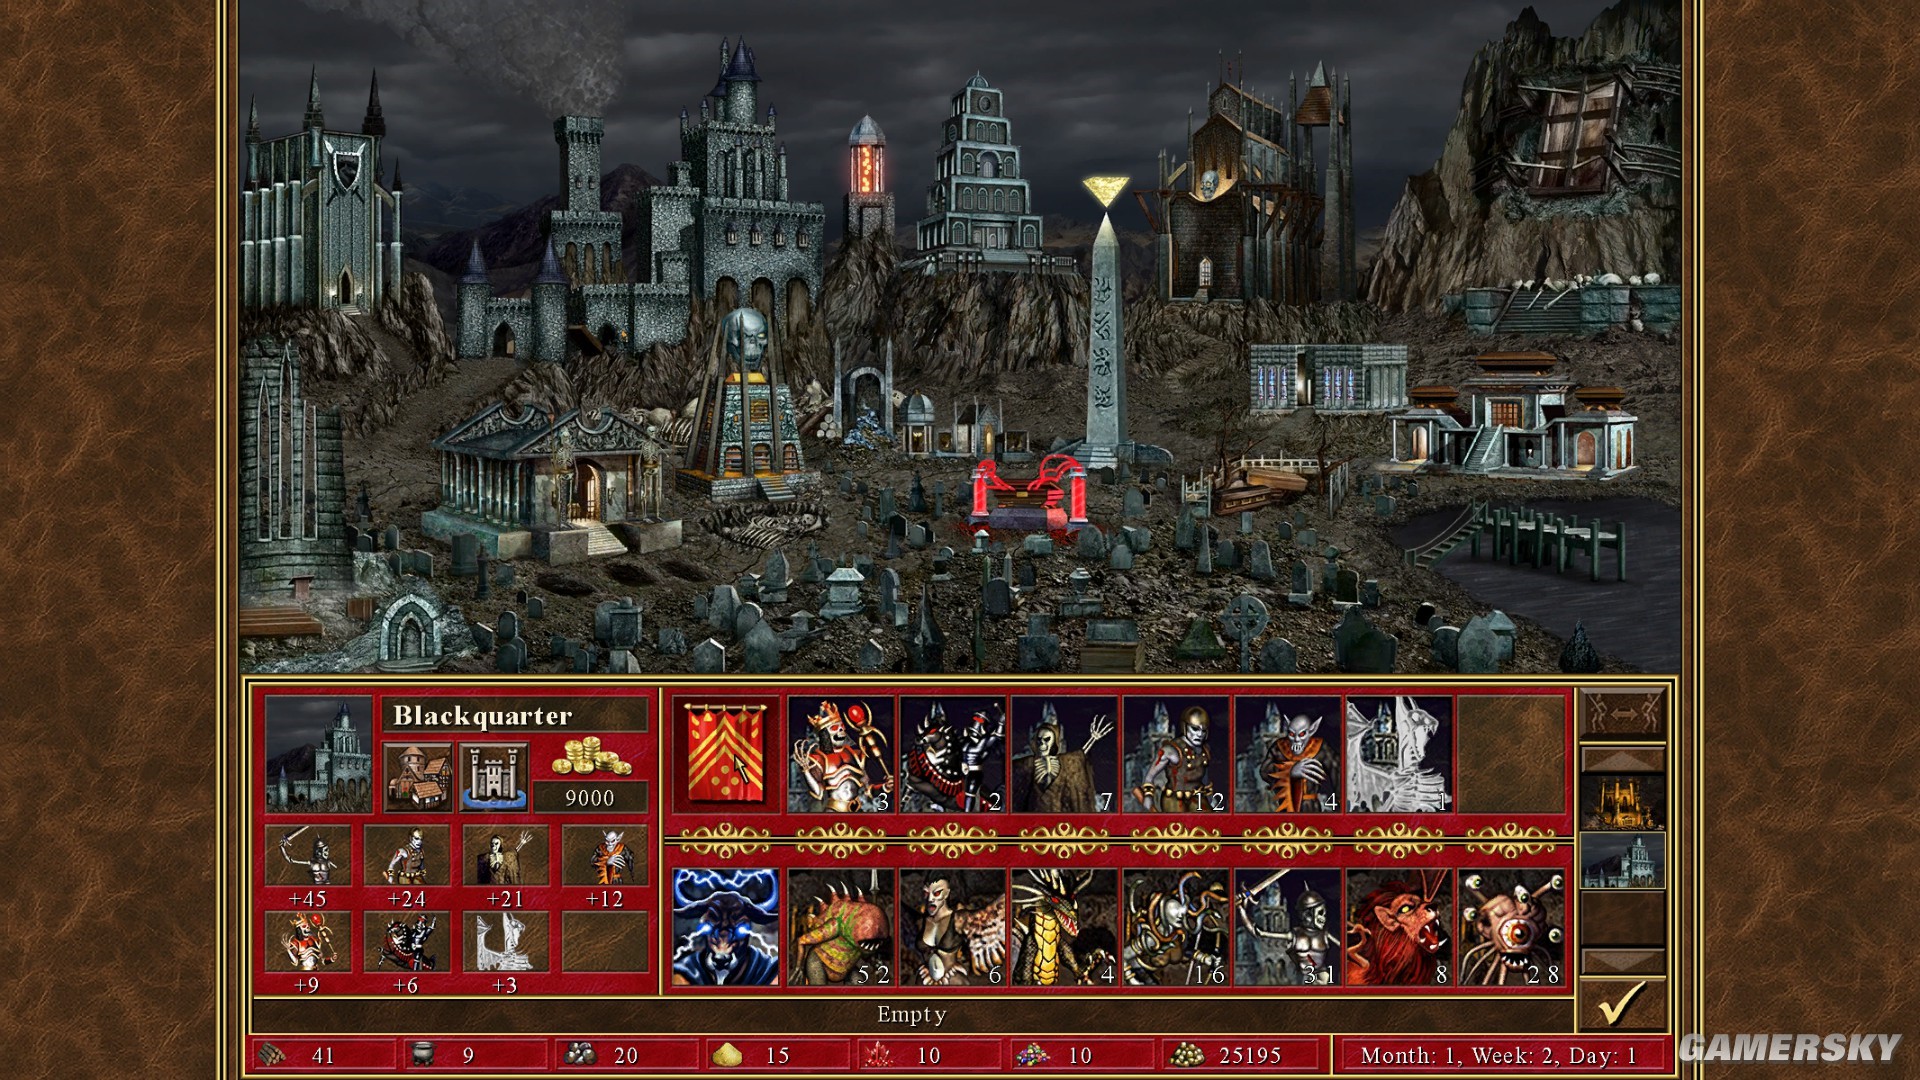 Blackquarter
9000
3 2 7 12 4 1
+45 +24 +21 +12
52 6 4 16 31 8 28
+9 +6 +3
Empty
41 9 20 15 10 10 25195 Month: 1, Week: 2, Day: 1
GAMERSKY